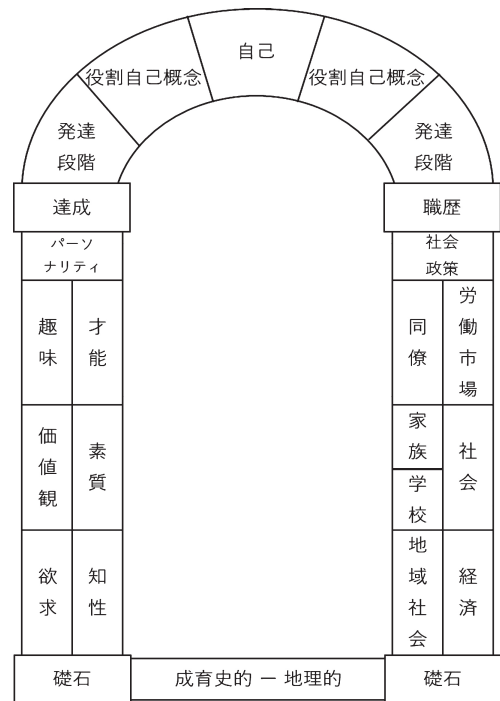 自己
役割自己概念
役割自己概念
発達
段階
発達
段階
達成
職歴
パーソ
ナリティ
社会
政策
趣味
才能
同僚
労働市場
価値観
素質
家族
学校
社会
欲求
知性
地域社会
経済
礎石
成育史的 － 地理的
礎石